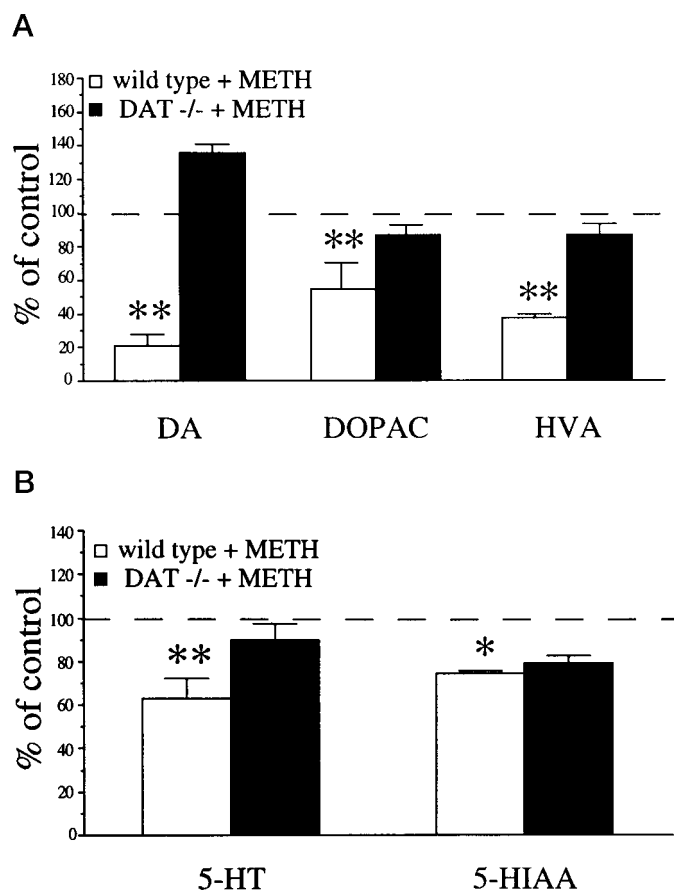 A
180
160
140
120
100
80
60
40
20
0
% of control
wild type + METH
DAT -/- + METH
**
**
**
DA DOPAC HVA
B
140
120
100
80
60
40
20
0
% of control
wild type + METH
DAT -/- + METH
**
*
5-HT 5-HIAA